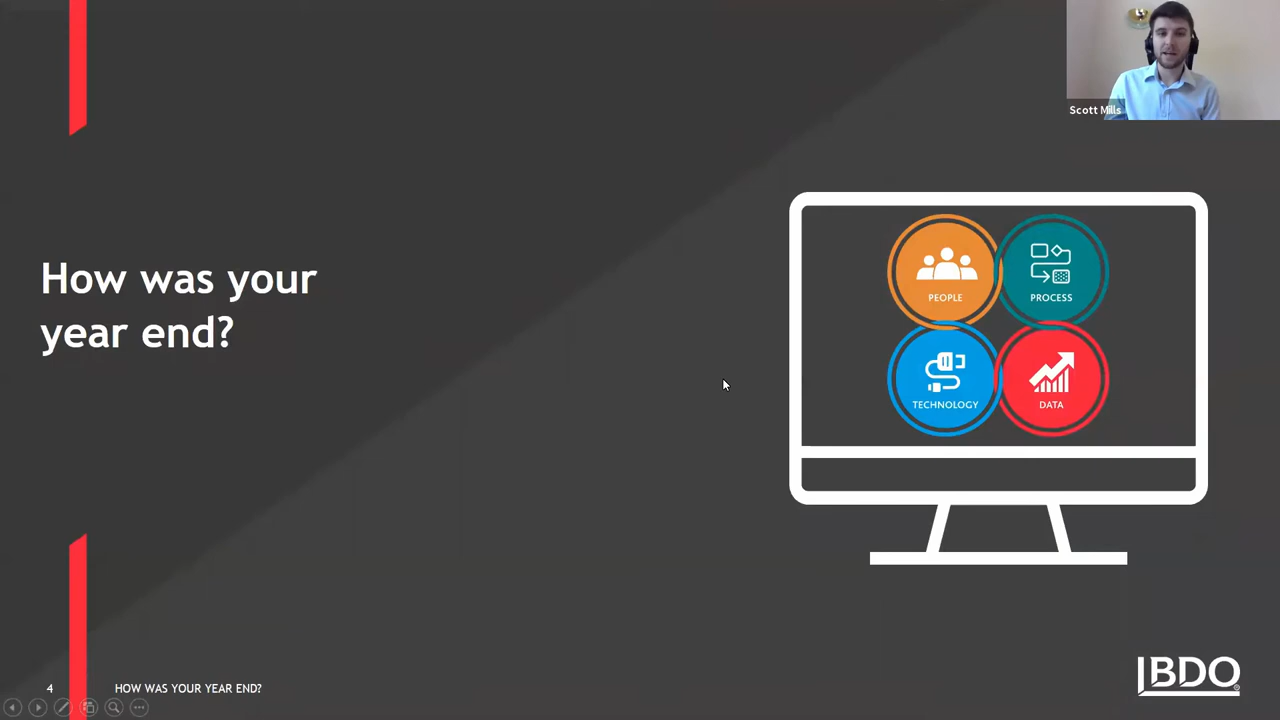 Scott Mills
How was your
year end?
PEOPLE
PROCESS
TECHNOLOGY
DATA
4
HOW WAS YOUR YEAR END?
BDO